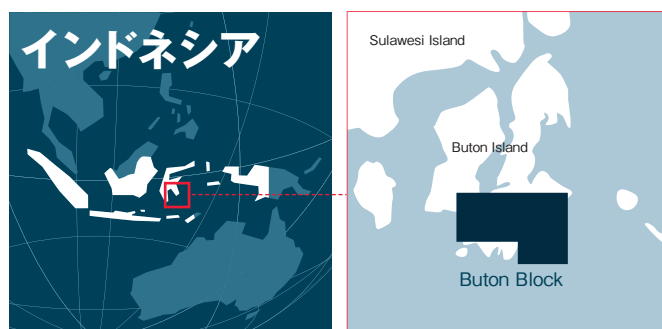 インドネシア
Sulawesi Island
Buton Island
Buton Block